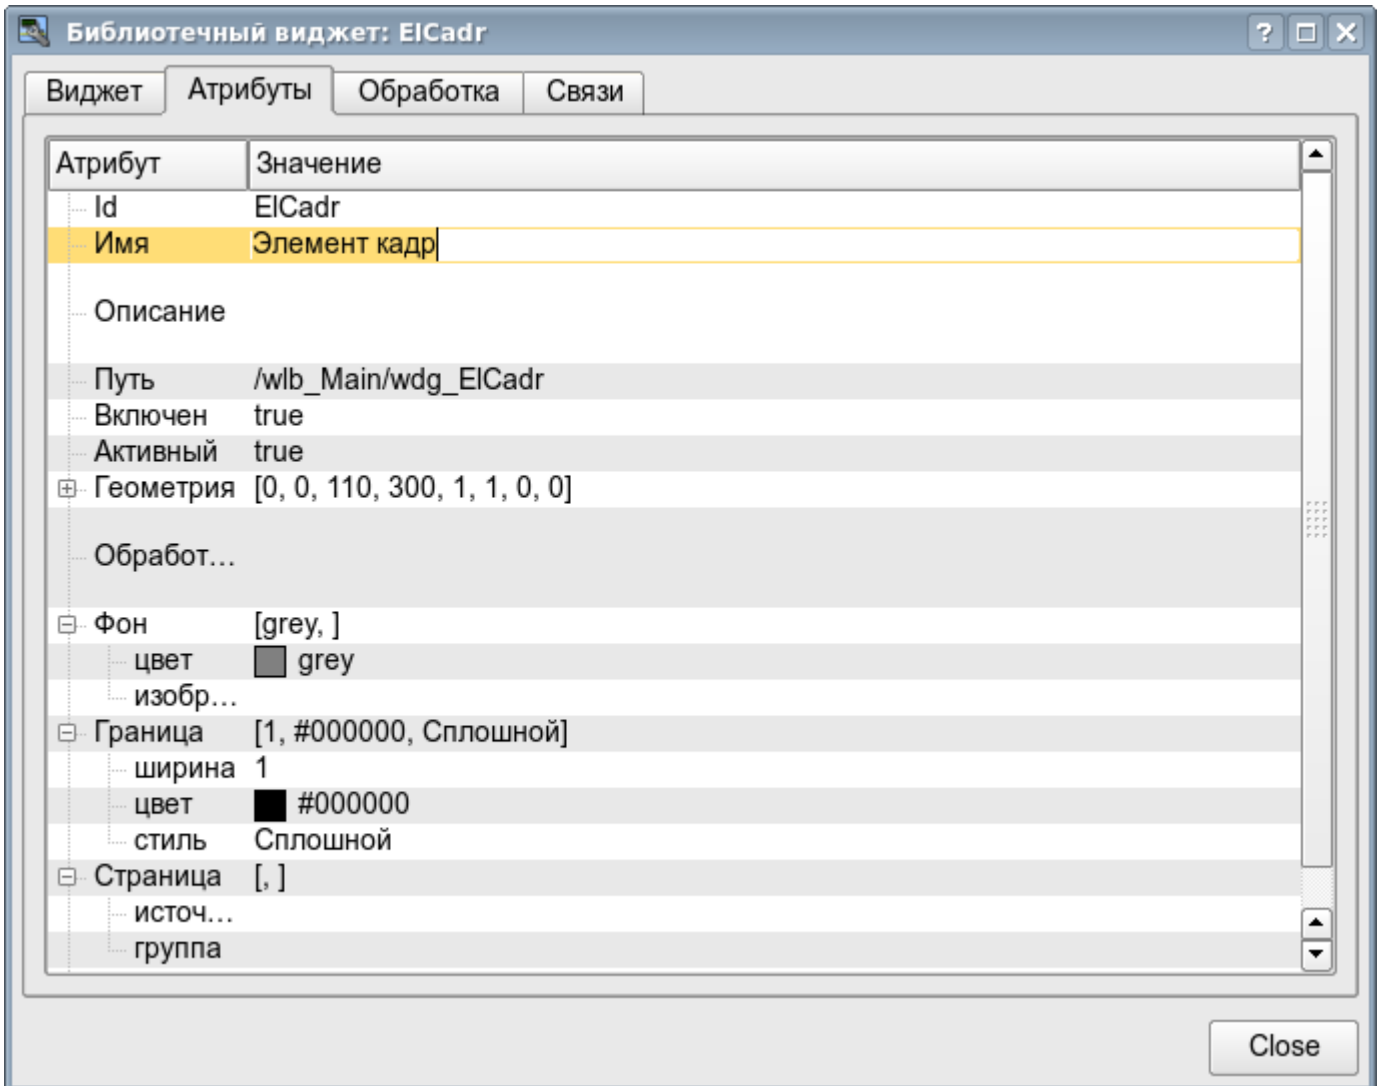 Библиотечный виджет: ElCadr
Виджет Атрибуты Обработка Связи
Атрибут Значение
Id ElCadr
Имя Элемент кадр
Описание
Путь /wlb_Main/wdg_ElCadr
Включен true
Активный true
Геометрия [0, 0, 110, 300, 1, 1, 0, 0]
Обработ...
Фон [grey, ]
цвет grey
изобр...
Граница [1, #000000, Сплошной]
ширина 1
цвет #000000
стиль Сплошной
Страница [, ]
источ...
группа
Close